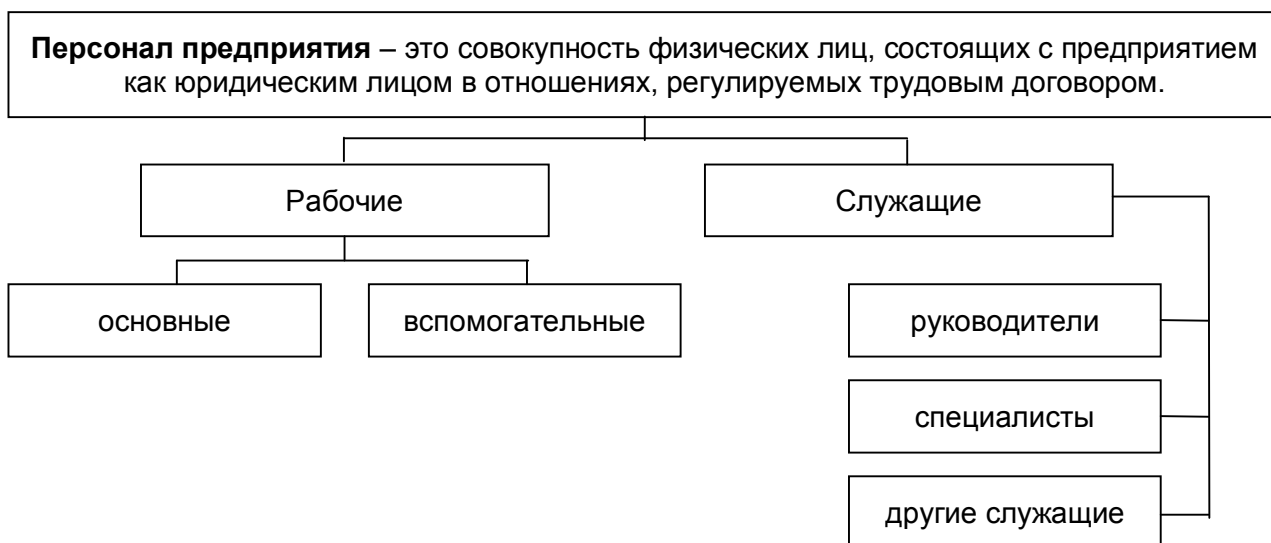 Персонал предприятия – это совокупность физических лиц, состоящих с предприятием
как юридическим лицом в отношениях, регулируемых трудовым договором.
Рабочие
Служащие
основные
вспомогательные
руководители
специалисты
другие служащие